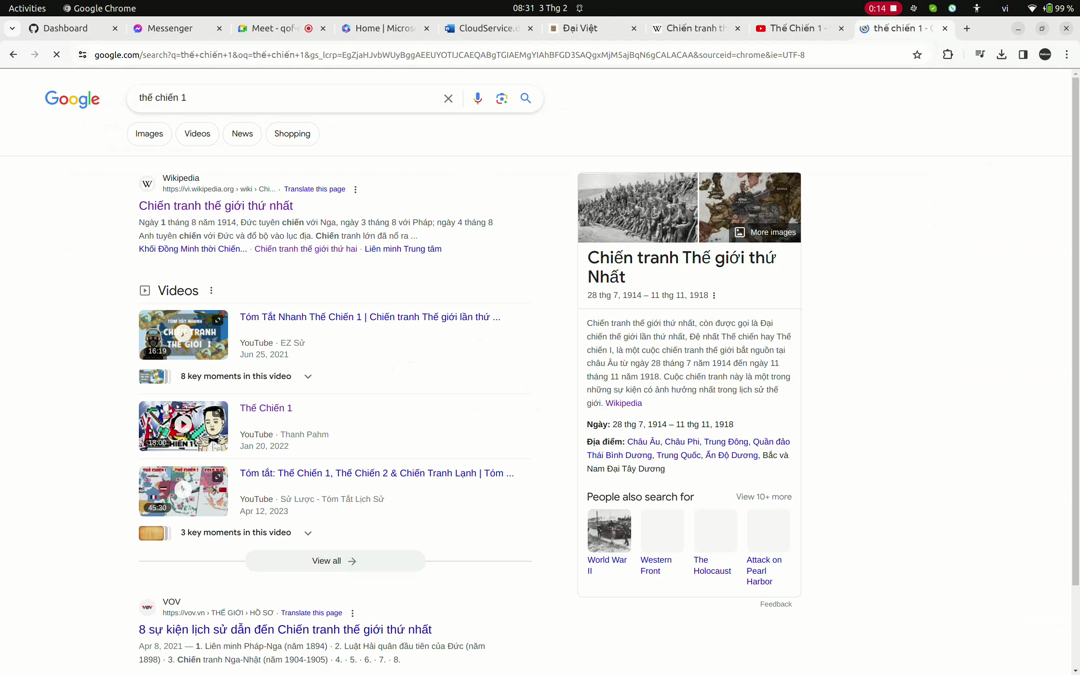 Activities
Google Chrome
08:31 3 Thg 2
0:14
vi
99 %
Dashboard
Messenger
Home | Micros
CloudService.c
Đại Việt
Chiến tranh th
Thế Chiến 1 -
thế chiến 1 -
google.com/search?q=thế+chiến+1&oq=thế+chiến+1&gs_lcrp=EgZjaHJvbWUyBggAEEUYOTIJCAEQABgTGIAEMgYIAhBFGD3SAQgxMjM5ajBqN6gCALACAA&sourceid=chrome&ie=UTF-8
Google
thế chiến 1
Images
Videos
News
Shopping
Wikipedia
https://vi.wikipedia.org › wiki › Chi... · Translate this page
Chiến tranh thế giới thứ nhất
Ngày 1 tháng 8 năm 1914, Đức tuyên chiến với Nga, ngày 3 tháng 8 với Pháp; ngày 4 tháng 8
Anh tuyên chiến với Đức và đổ bộ vào lục địa. Chiến tranh lớn đã nổ ra ...
Khối Đồng Minh thời Chiến... · Chiến tranh thế giới thứ hai · Liên minh Trung tâm
Videos
TÓM TẮT NHANH
CHIẾN TRANH
THẾ GIỚI 1
16:19
Tóm Tắt Nhanh Thế Chiến 1 | Chiến tranh Thế giới lần thứ ...
YouTube · EZ Sử
Jun 25, 2021
8 key moments in this video
18:00
Thế Chiến 1
YouTube · Thanh Pahm
Jan 20, 2022
45:30
Tóm tắt: Thế Chiến 1, Thế Chiến 2 & Chiến Tranh Lạnh | Tóm ...
YouTube · Sử Lược - Tóm Tắt Lịch Sử
Apr 12, 2023
3 key moments in this video
View all
VOV
https://vov.vn › THẾ GIỚI › HỒ SƠ · Translate this page
8 sự kiện lịch sử dẫn đến Chiến tranh thế giới thứ nhất
Apr 8, 2021 — 1. Liên minh Pháp-Nga (năm 1894) · 2. Luật Hải quân đầu tiên của Đức (năm
1898) · 3. Chiến tranh Nga-Nhật (năm 1904-1905) · 4. · 5. · 6. · 7. · 8.
More images
Chiến tranh Thế giới thứ
Nhất
28 thg 7, 1914 – 11 thg 11, 1918
Chiến tranh thế giới thứ nhất, còn được gọi là Đại
chiến thế giới lần thứ nhất, Đệ nhất Thế chiến hay Thế
chiến I, là một cuộc chiến tranh thế giới bắt nguồn tại
châu Âu từ ngày 28 tháng 7 năm 1914 đến ngày 11
tháng 11 năm 1918. Cuộc chiến tranh này là một trong
những sự kiện có ảnh hưởng nhất trong lịch sử thế
giới. Wikipedia
Ngày: 28 thg 7, 1914 – 11 thg 11, 1918
Địa điểm: Châu Âu, Châu Phi, Trung Đông, Quần đảo
Thái Bình Dương, Trung Quốc, Ấn Độ Dương, Bắc và
Nam Đại Tây Dương
People also search for
View 10+ more
World War
II
Western
Front
The
Holocaust
Attack on
Pearl
Harbor
Feedback